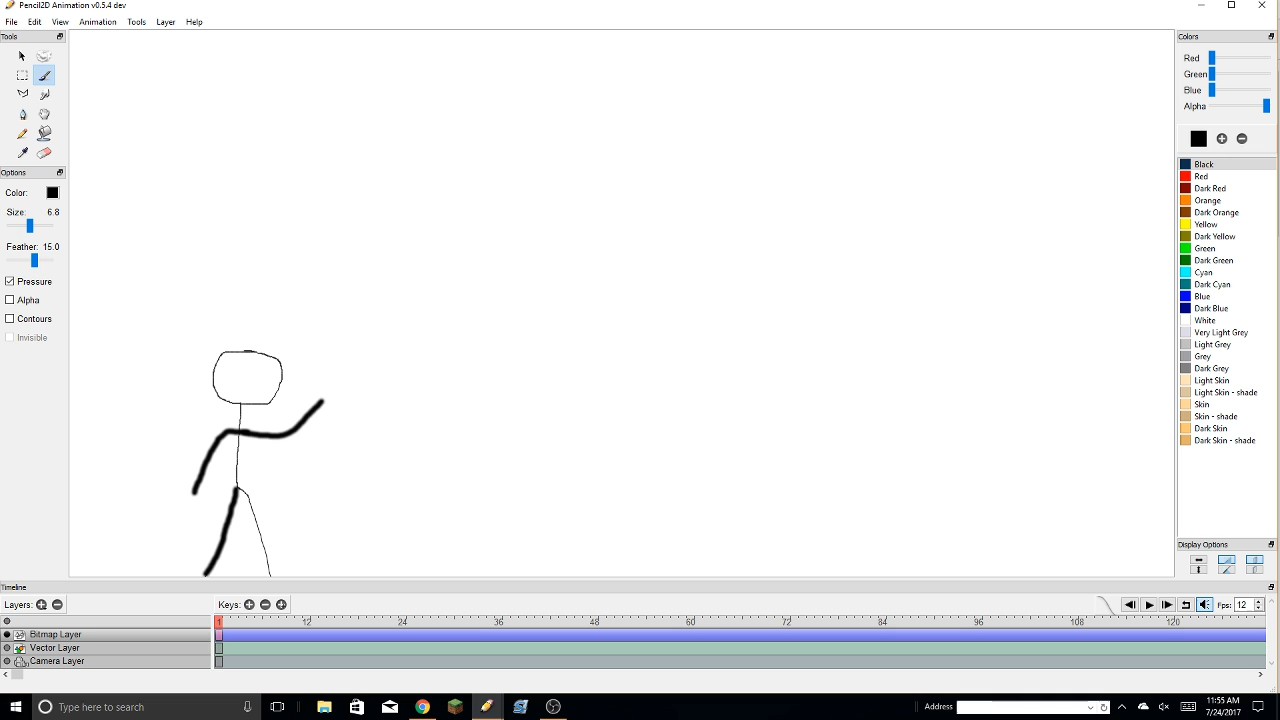 Pencil2D Animation v0.5.4 dev
File Edit View Animation Tools Layer Help
Tools
Options
Color:
Size: 6.8
Feather: 15.0
Pressure
Alpha
Contours
Invisible
Colors
Red
Green
Blue
Alpha
Black
Red
Dark Red
Orange
Dark Orange
Yellow
Dark Yellow
Green
Dark Green
Cyan
Dark Cyan
Blue
Dark Blue
White
Very Light Grey
Light Grey
Grey
Dark Grey
Light Skin
Light Skin - shade
Skin
Skin - shade
Dark Skin
Dark Skin - shade
Display Options
Timeline
Layers: Keys: Fps: 12
1 12 24 36 48 60 72 84 96 108 120
Bitmap Layer
Vector Layer
Camera Layer
Type here to search
Address
11:55 AM
7/24/2017